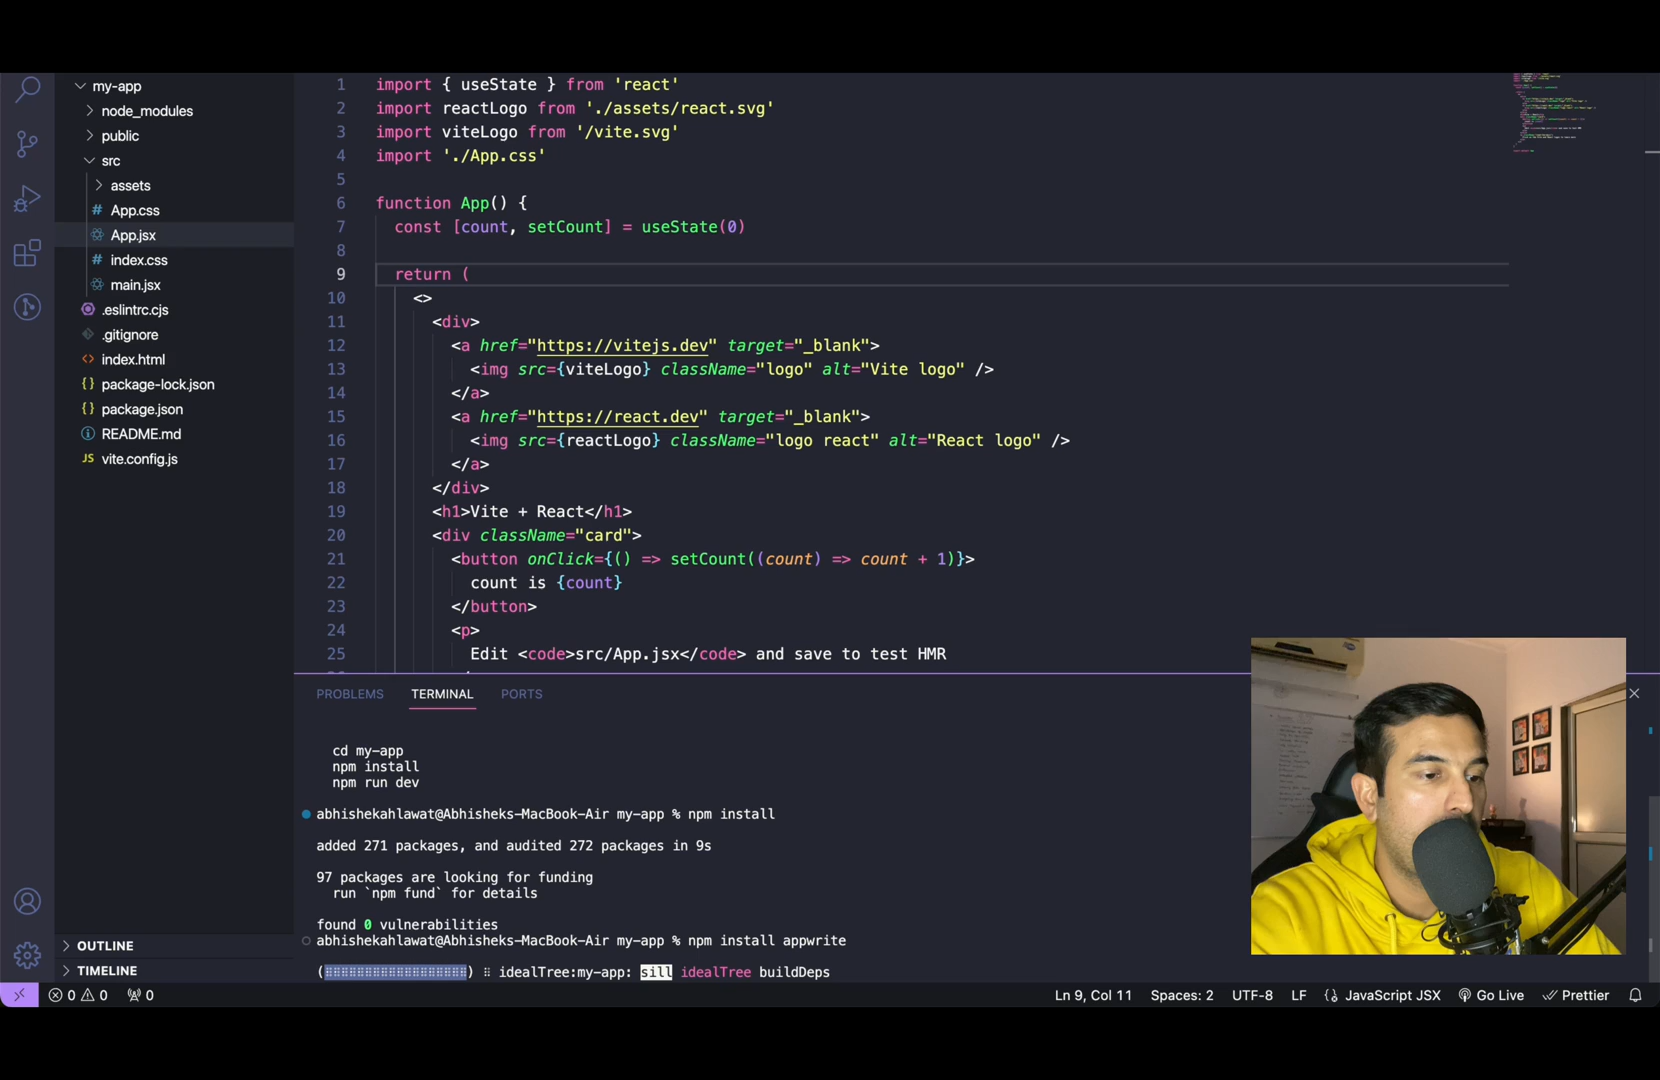 my-app
node_modules
public
src
assets
App.css
App.jsx
index.css
main.jsx
.eslintrc.cjs
.gitignore
index.html
package-lock.json
package.json
README.md
JS vite.config.js
OUTLINE
TIMELINE
1 import { useState } from 'react'
2 import reactLogo from './assets/react.svg'
3 import viteLogo from '/vite.svg'
4 import './App.css'
5
6 function App() {
7 const [count, setCount] = useState(0)
8
9 return (
10 <>
11 <div>
12 <a href="https://vitejs.dev" target="_blank">
13 <img src={viteLogo} className="logo" alt="Vite logo" />
14 </a>
15 <a href="https://react.dev" target="_blank">
16 <img src={reactLogo} className="logo react" alt="React logo" />
17 </a>
18 </div>
19 <h1>Vite + React</h1>
20 <div className="card">
21 <button onClick={() => setCount((count) => count + 1)}>
22 count is {count}
23 </button>
24 <p>
25 Edit <code>src/App.jsx</code> and save to test HMR
PROBLEMS TERMINAL PORTS
cd my-app
npm install
npm run dev
abhishekahlawat@Abhisheks-MacBook-Air my-app % npm install
added 271 packages, and audited 272 packages in 9s
97 packages are looking for funding
run `npm fund` for details
found 0 vulnerabilities
abhishekahlawat@Abhisheks-MacBook-Air my-app % npm install appwrite
(⠿⠿⠿⠿⠿⠿⠿⠿⠿⠿⠿⠿⠿⠿⠿⠿⠿⠿) ⠿ idealTree:my-app: sill idealTree buildDeps
0 0 0 Ln 9, Col 11 Spaces: 2 UTF-8 LF {} JavaScript JSX Go Live Prettier